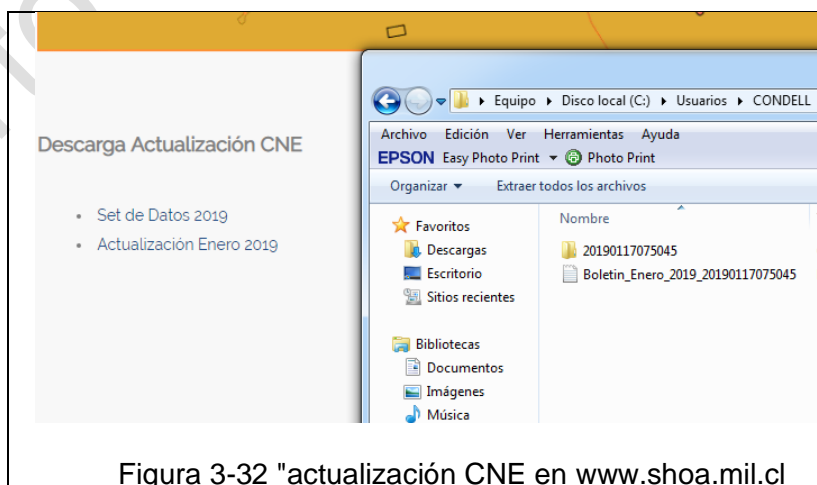 Descarga Actualización CNE
• Set de Datos 2019
• Actualización Enero 2019
Equipo ▸ Disco local (C:) ▸ Usuarios ▸ CONDELL
Archivo Edición Ver Herramientas Ayuda
EPSON Easy Photo Print Photo Print
Organizar Extraer todos los archivos
Favoritos
Descargas
Escritorio
Sitios recientes
Bibliotecas
Documentos
Imágenes
Música
Nombre
20190117075045
Boletin_Enero_2019_20190117075045
Figura 3-32 "actualización CNE en www.shoa.mil.cl